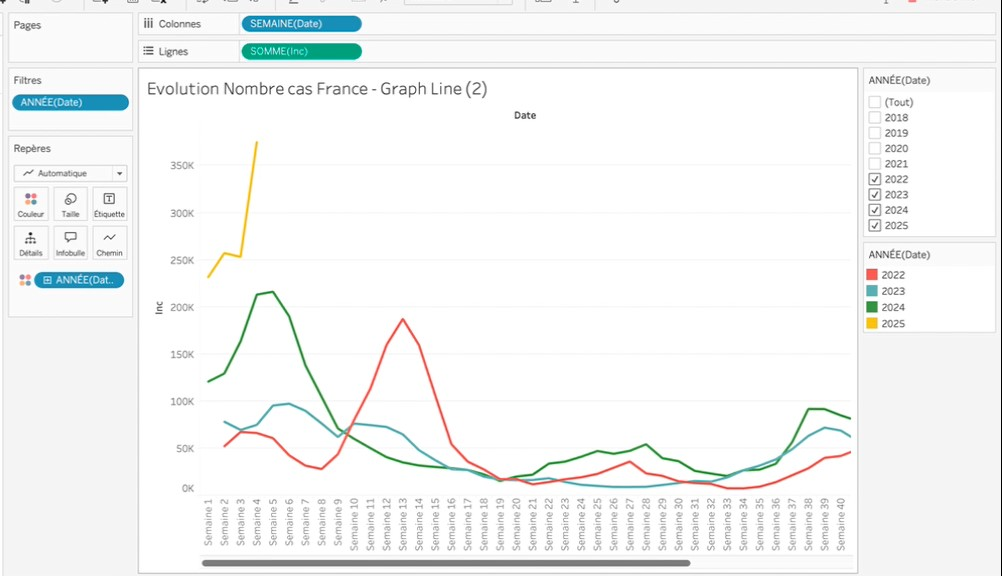 Pages
Colonnes
SEMAINE(Date)
Lignes
SOMME(Inc)
Filtres
ANNÉE(Date)
Repères
Automatique
Couleur
Taille
Étiquette
Détails
Infobulle
Chemin
ANNÉE(Dat..
Evolution Nombre cas France - Graph Line (2)
Date
Inc
350K
300K
250K
200K
150K
100K
50K
0K
Semaine 1
Semaine 2
Semaine 3
Semaine 4
Semaine 5
Semaine 6
Semaine 7
Semaine 8
Semaine 9
Semaine 10
Semaine 11
Semaine 12
Semaine 13
Semaine 14
Semaine 15
Semaine 16
Semaine 17
Semaine 18
Semaine 19
Semaine 20
Semaine 21
Semaine 22
Semaine 23
Semaine 24
Semaine 25
Semaine 26
Semaine 27
Semaine 28
Semaine 29
Semaine 30
Semaine 31
Semaine 32
Semaine 33
Semaine 34
Semaine 35
Semaine 36
Semaine 37
Semaine 38
Semaine 39
Semaine 40
ANNÉE(Date)
(Tout)
2018
2019
2020
2021
2022
2023
2024
2025
ANNÉE(Date)
2022
2023
2024
2025